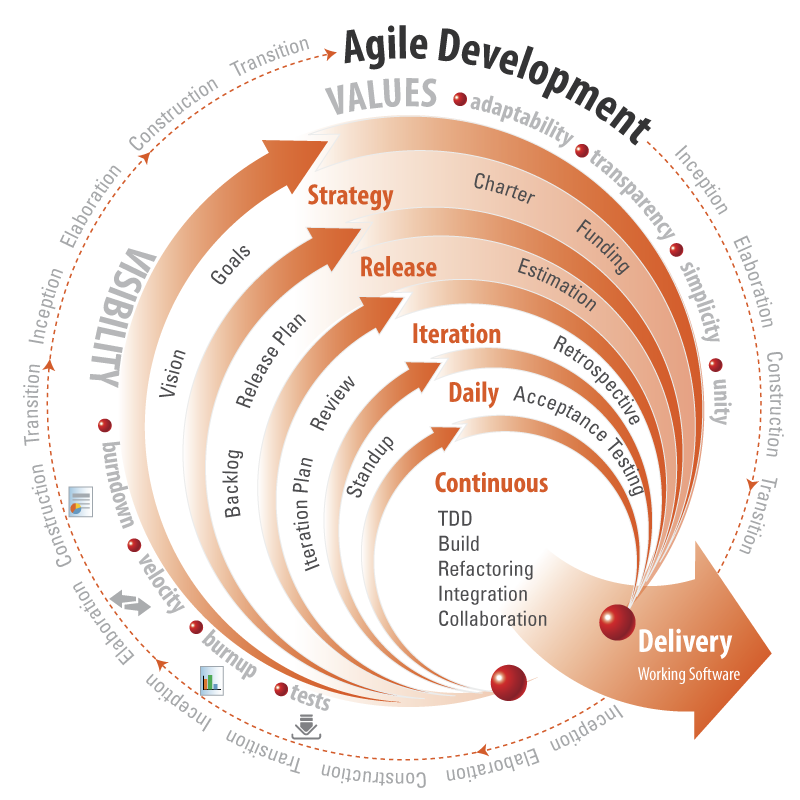 Agile Development
VALUES
adaptability
transparency
simplicity
unity
VISIBILITY
burndown
velocity
burnup
tests
Strategy
Charter
Funding
Goals
Vision
Release
Estimation
Release Plan
Backlog
Iteration
Retrospective
Review
Iteration Plan
Daily
Acceptance Testing
Standup
Continuous
TDD
Build
Refactoring
Integration
Collaboration
Delivery
Working Software
Inception
Elaboration
Construction
Transition
Inception
Elaboration
Construction
Transition
Inception
Elaboration
Construction
Transition
Inception
Elaboration
Construction
Transition